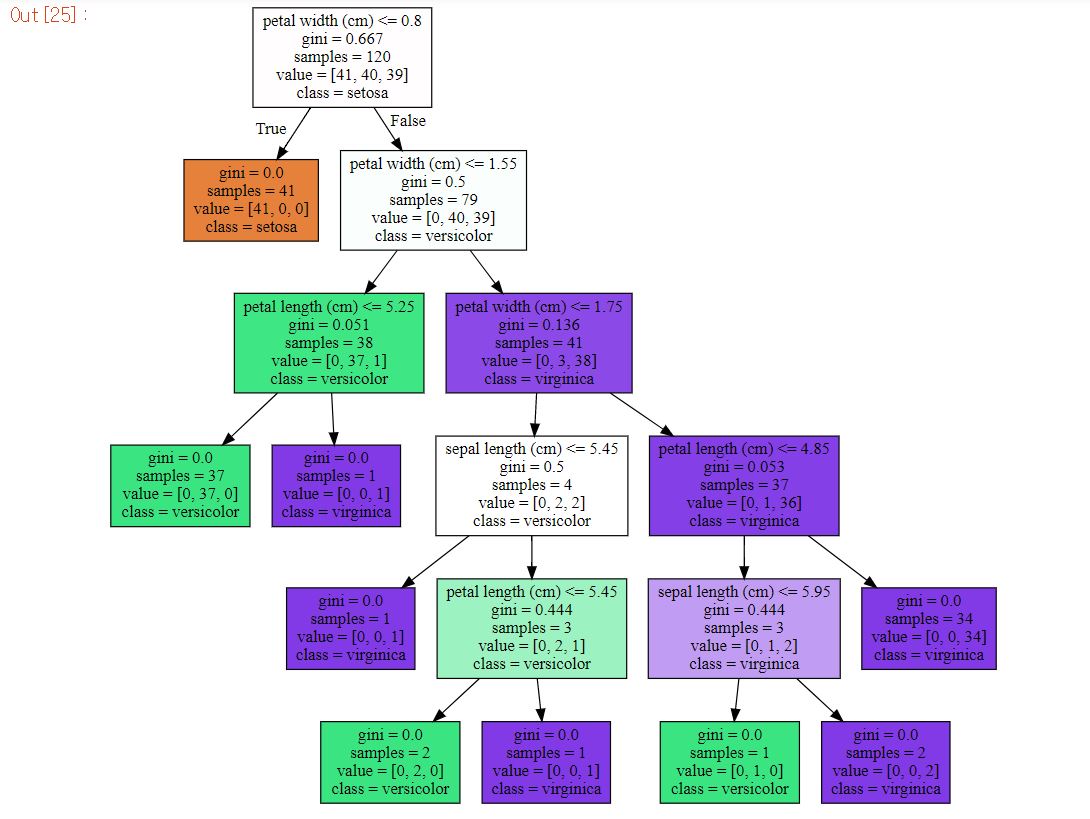 Out [25] :
petal width (cm) <= 0.8
gini = 0.667
samples = 120
value = [41, 40, 39]
class = setosa
True
False
gini = 0.0
samples = 41
value = [41, 0, 0]
class = setosa
petal width (cm) <= 1.55
gini = 0.5
samples = 79
value = [0, 40, 39]
class = versicolor
petal length (cm) <= 5.25
gini = 0.051
samples = 38
value = [0, 37, 1]
class = versicolor
petal width (cm) <= 1.75
gini = 0.136
samples = 41
value = [0, 3, 38]
class = virginica
gini = 0.0
samples = 37
value = [0, 37, 0]
class = versicolor
gini = 0.0
samples = 1
value = [0, 0, 1]
class = virginica
sepal length (cm) <= 5.45
gini = 0.5
samples = 4
value = [0, 2, 2]
class = versicolor
petal length (cm) <= 4.85
gini = 0.053
samples = 37
value = [0, 1, 36]
class = virginica
gini = 0.0
samples = 1
value = [0, 0, 1]
class = virginica
petal length (cm) <= 5.45
gini = 0.444
samples = 3
value = [0, 2, 1]
class = versicolor
sepal length (cm) <= 5.95
gini = 0.444
samples = 3
value = [0, 1, 2]
class = virginica
gini = 0.0
samples = 34
value = [0, 0, 34]
class = virginica
gini = 0.0
samples = 2
value = [0, 2, 0]
class = versicolor
gini = 0.0
samples = 1
value = [0, 0, 1]
class = virginica
gini = 0.0
samples = 1
value = [0, 1, 0]
class = versicolor
gini = 0.0
samples = 2
value = [0, 0, 2]
class = virginica